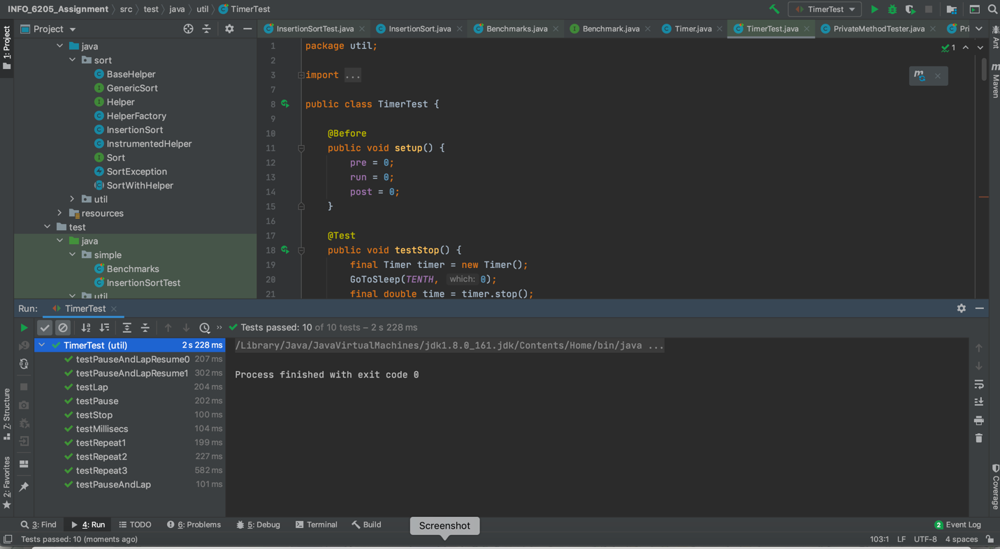 INFO_6205_Assignment src test java util TimerTest
TimerTest
1: Project
Project
InsertionSortTest.java InsertionSort.java Benchmarks.java Benchmark.java Timer.java TimerTest.java PrivateMethodTester.java Pri
java
sort
BaseHelper
GenericSort
Helper
HelperFactory
InsertionSort
InstrumentedHelper
Sort
SortException
SortWithHelper
util
resources
test
java
simple
Benchmarks
InsertionSortTest
util
1 package util;
2
3 import ...
7
8 public class TimerTest {
9
10 @Before
11 public void setup() {
12 pre = 0;
13 run = 0;
14 post = 0;
15 }
16
17 @Test
18 public void testStop() {
19 final Timer timer = new Timer();
20 GoToSleep(TENTH, which: 0);
21 final double time = timer.stop();
1
m
Ant
m Maven
Run: TimerTest
Tests passed: 10 of 10 tests – 2 s 228 ms
TimerTest (util) 2 s 228 ms
testPauseAndLapResume0 207 ms
testPauseAndLapResume1 302 ms
testLap 204 ms
testPause 202 ms
testStop 100 ms
testMillisecs 104 ms
testRepeat1 199 ms
testRepeat2 227 ms
testRepeat3 582 ms
testPauseAndLap 101 ms
/Library/Java/JavaVirtualMachines/jdk1.8.0_161.jdk/Contents/Home/bin/java ...
Process finished with exit code 0
Z: Structure
2: Favorites
Coverage
3: Find 4: Run TODO 6: Problems 5: Debug Terminal Build
Screenshot
2 Event Log
Tests passed: 10 (moments ago)
103:1 LF UTF-8 4 spaces